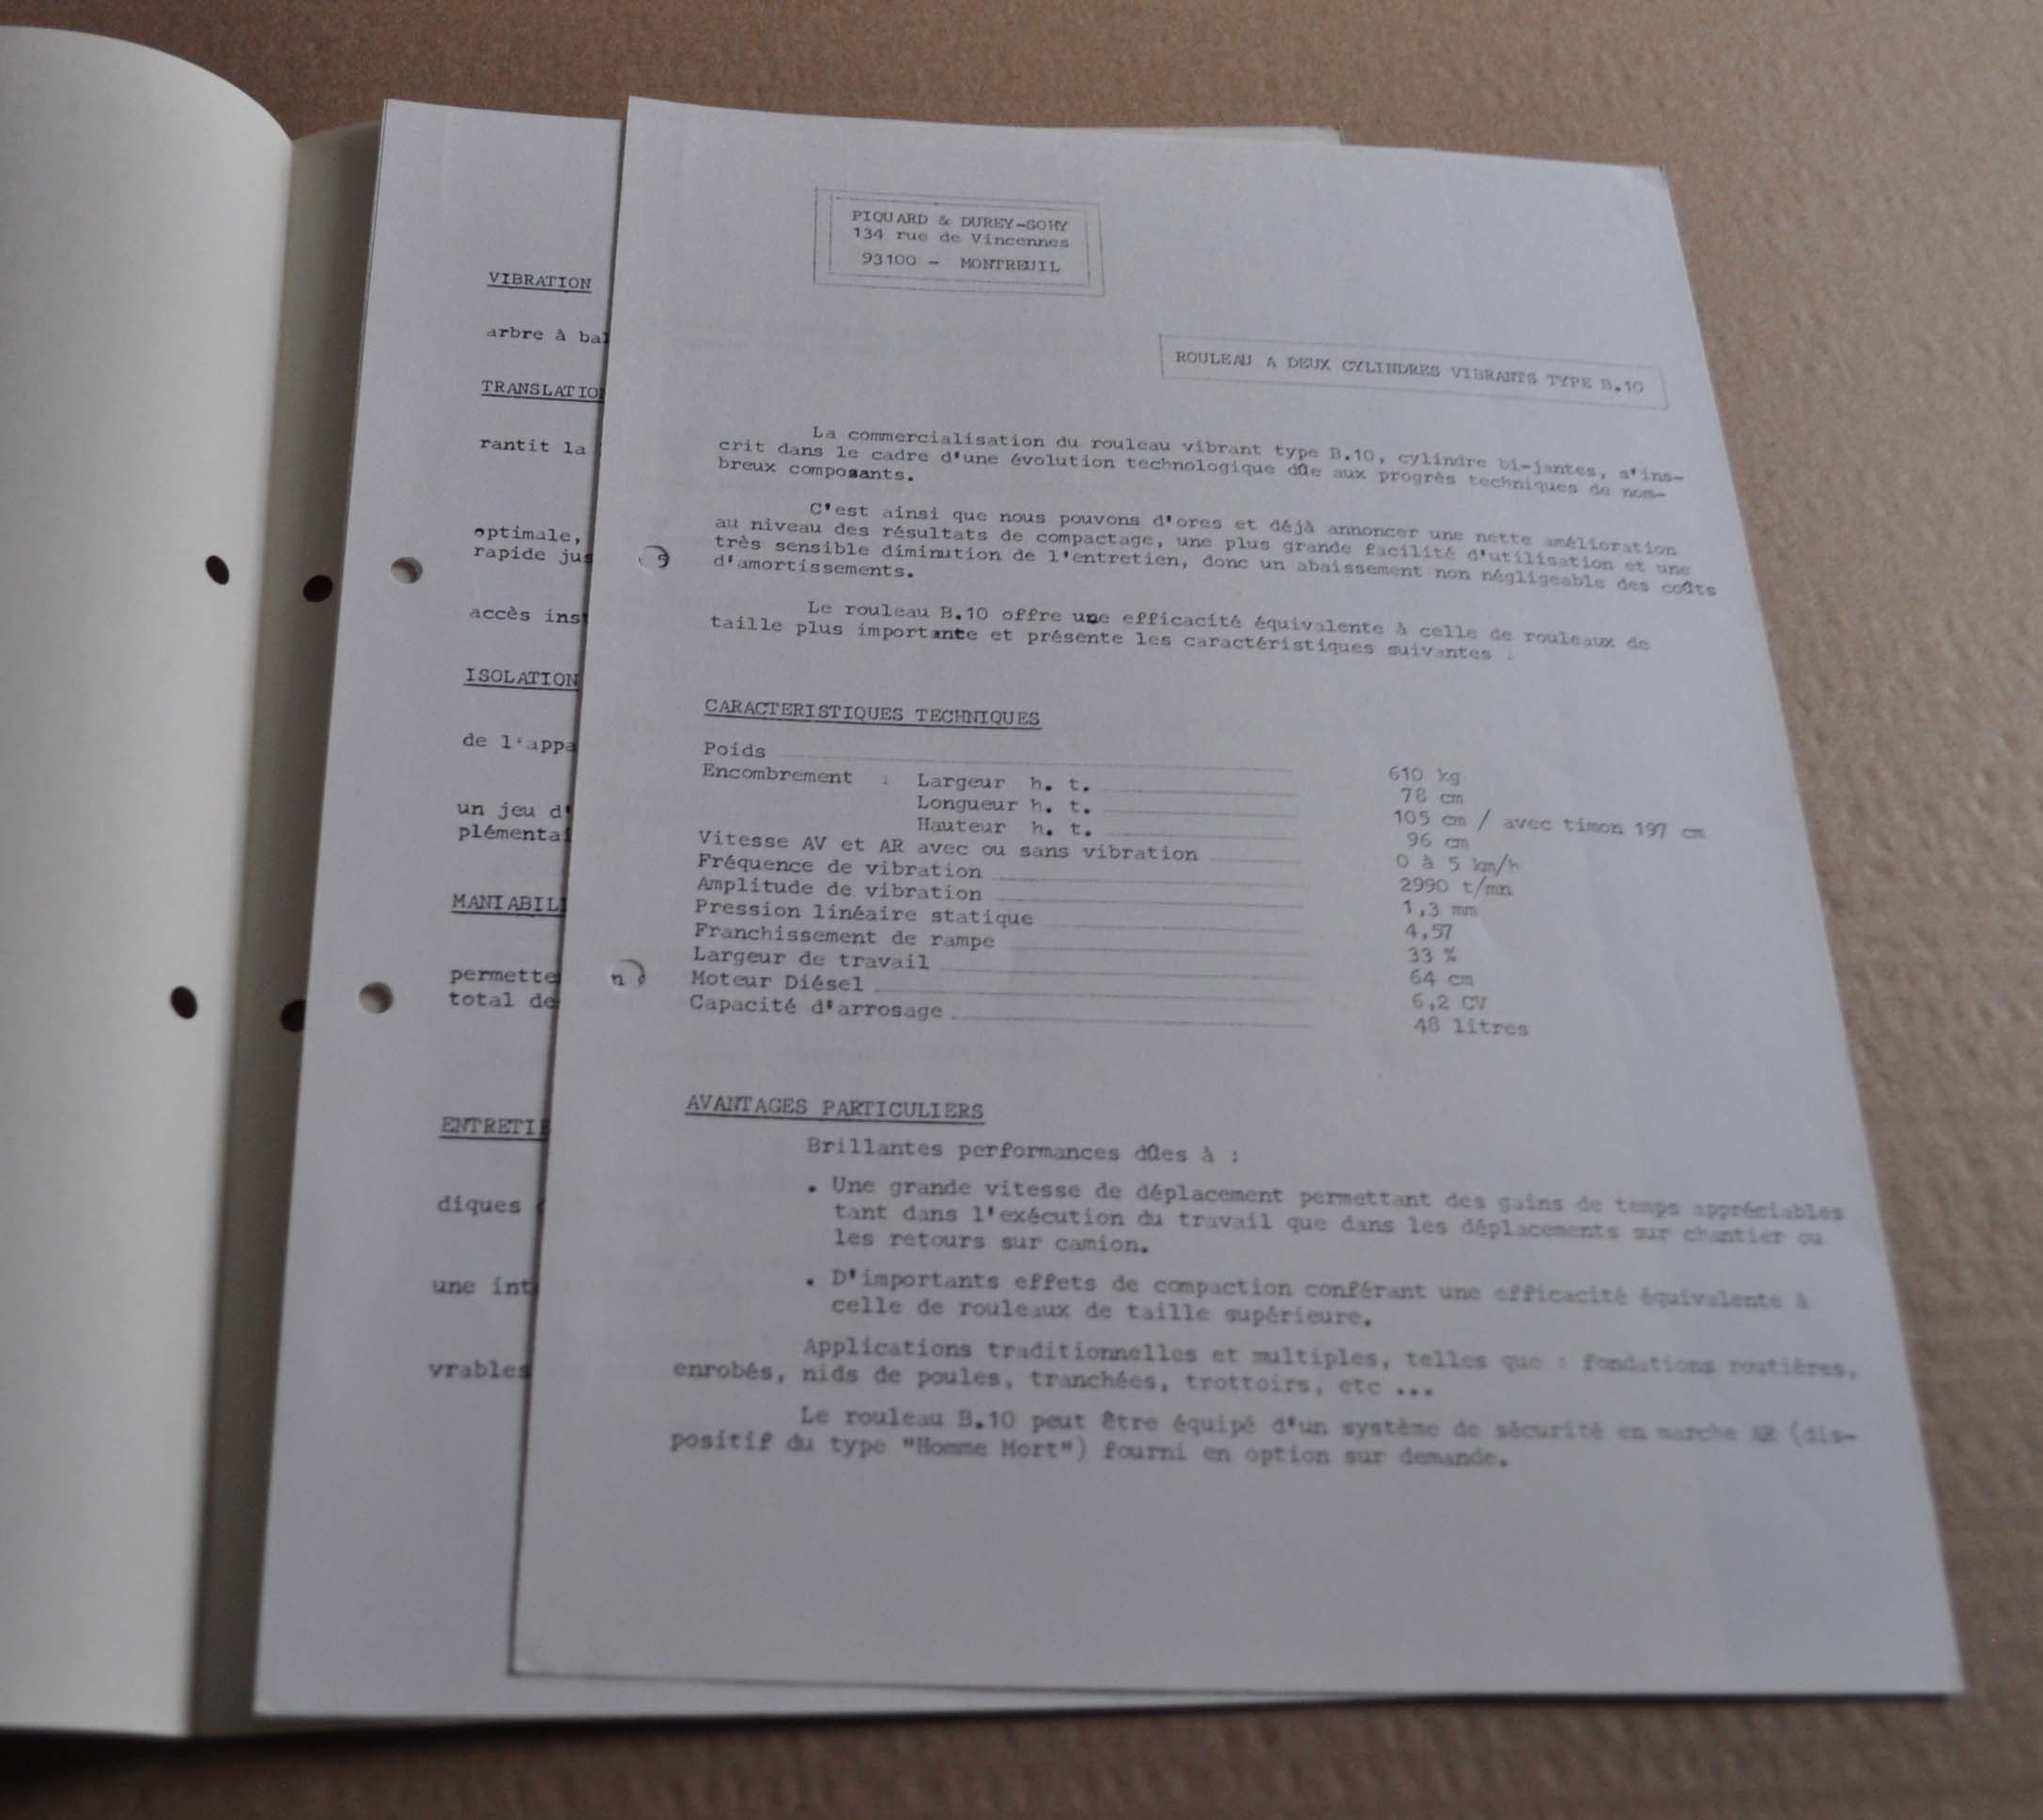 PIQUARD & DUREY-SOHY
134 rue de Vincennes
93100 - MONTREUIL
ROULEAU A DEUX CYLINDRES VIBRANTS TYPE B.10
La commercialisation du rouleau vibrant type B.10, cylindre bi-jantes, s'ins-
crit dans le cadre d'une évolution technologique dûe aux progrès techniques de nom-
breux composants.
C'est ainsi que nous pouvons d'ores et déjà annoncer une nette amélioration
au niveau des résultats de compactage, une plus grande facilité d'utilisation et une
très sensible diminution de l'entretien, donc un abaissement non négligeable des coûts
d'amortissements.
Le rouleau B.10 offre une efficacité équivalente à celle de rouleaux de
taille plus importante et présente les caractéristiques suivantes :
CARACTERISTIQUES TECHNIQUES
Poids 610 kg
Encombrement : Largeur h. t. 78 cm
Longueur h. t. 105 cm / avec timon 197 cm
Hauteur h. t. 96 cm
Vitesse AV et AR avec ou sans vibration 0 à 5 km/h
Fréquence de vibration 2990 t/mn
Amplitude de vibration 1,3 mm
Pression linéaire statique 4,57
Franchissement de rampe 33 %
Largeur de travail 64 cm
Moteur Diésel 6,2 CV
Capacité d'arrosage 48 litres
AVANTAGES PARTICULIERS
Brillantes performances dûes à :
. Une grande vitesse de déplacement permettant des gains de temps appréciables
tant dans l'exécution du travail que dans les déplacements sur chantier ou
les retours sur camion.
. D'importants effets de compaction conférant une efficacité équivalente à
celle de rouleaux de taille supérieure.
Applications traditionnelles et multiples, telles que : fondations routières,
enrobés, nids de poules, tranchées, trottoirs, etc ...
Le rouleau B.10 peut être équipé d'un système de sécurité en marche AR (dis-
positif du type "Homme Mort") fourni en option sur demande.
VIBRATION
arbre à bal
TRANSLATIO
rantit la
optimale,
rapide jus
accès inst
ISOLATION
de l'appa
un jeu d'
plémentai
MANIABILI
permette
total de
ENTRETIE
diques
une int
vrables